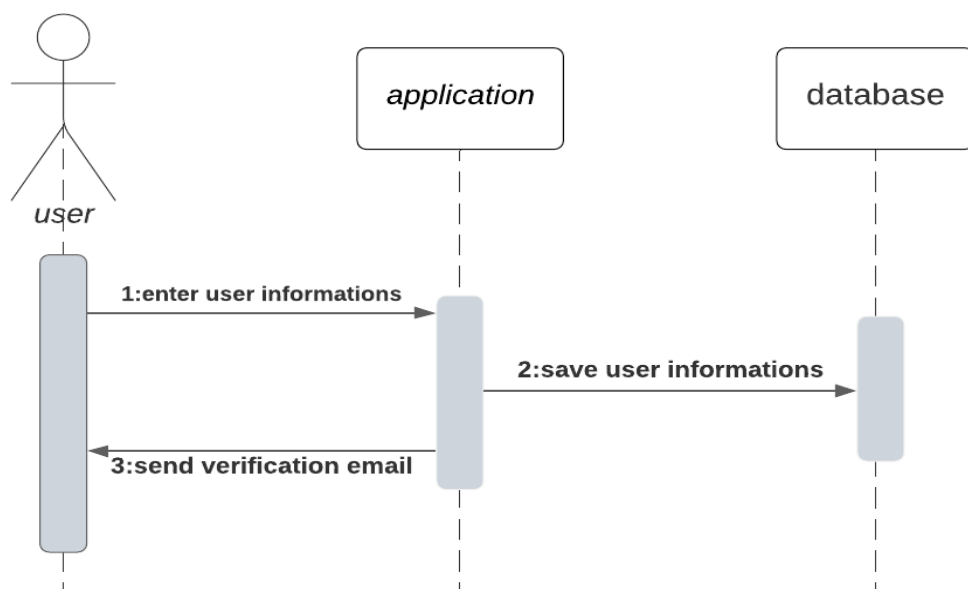 application
database
user
1:enter user informations
2:save user informations
3:send verification email